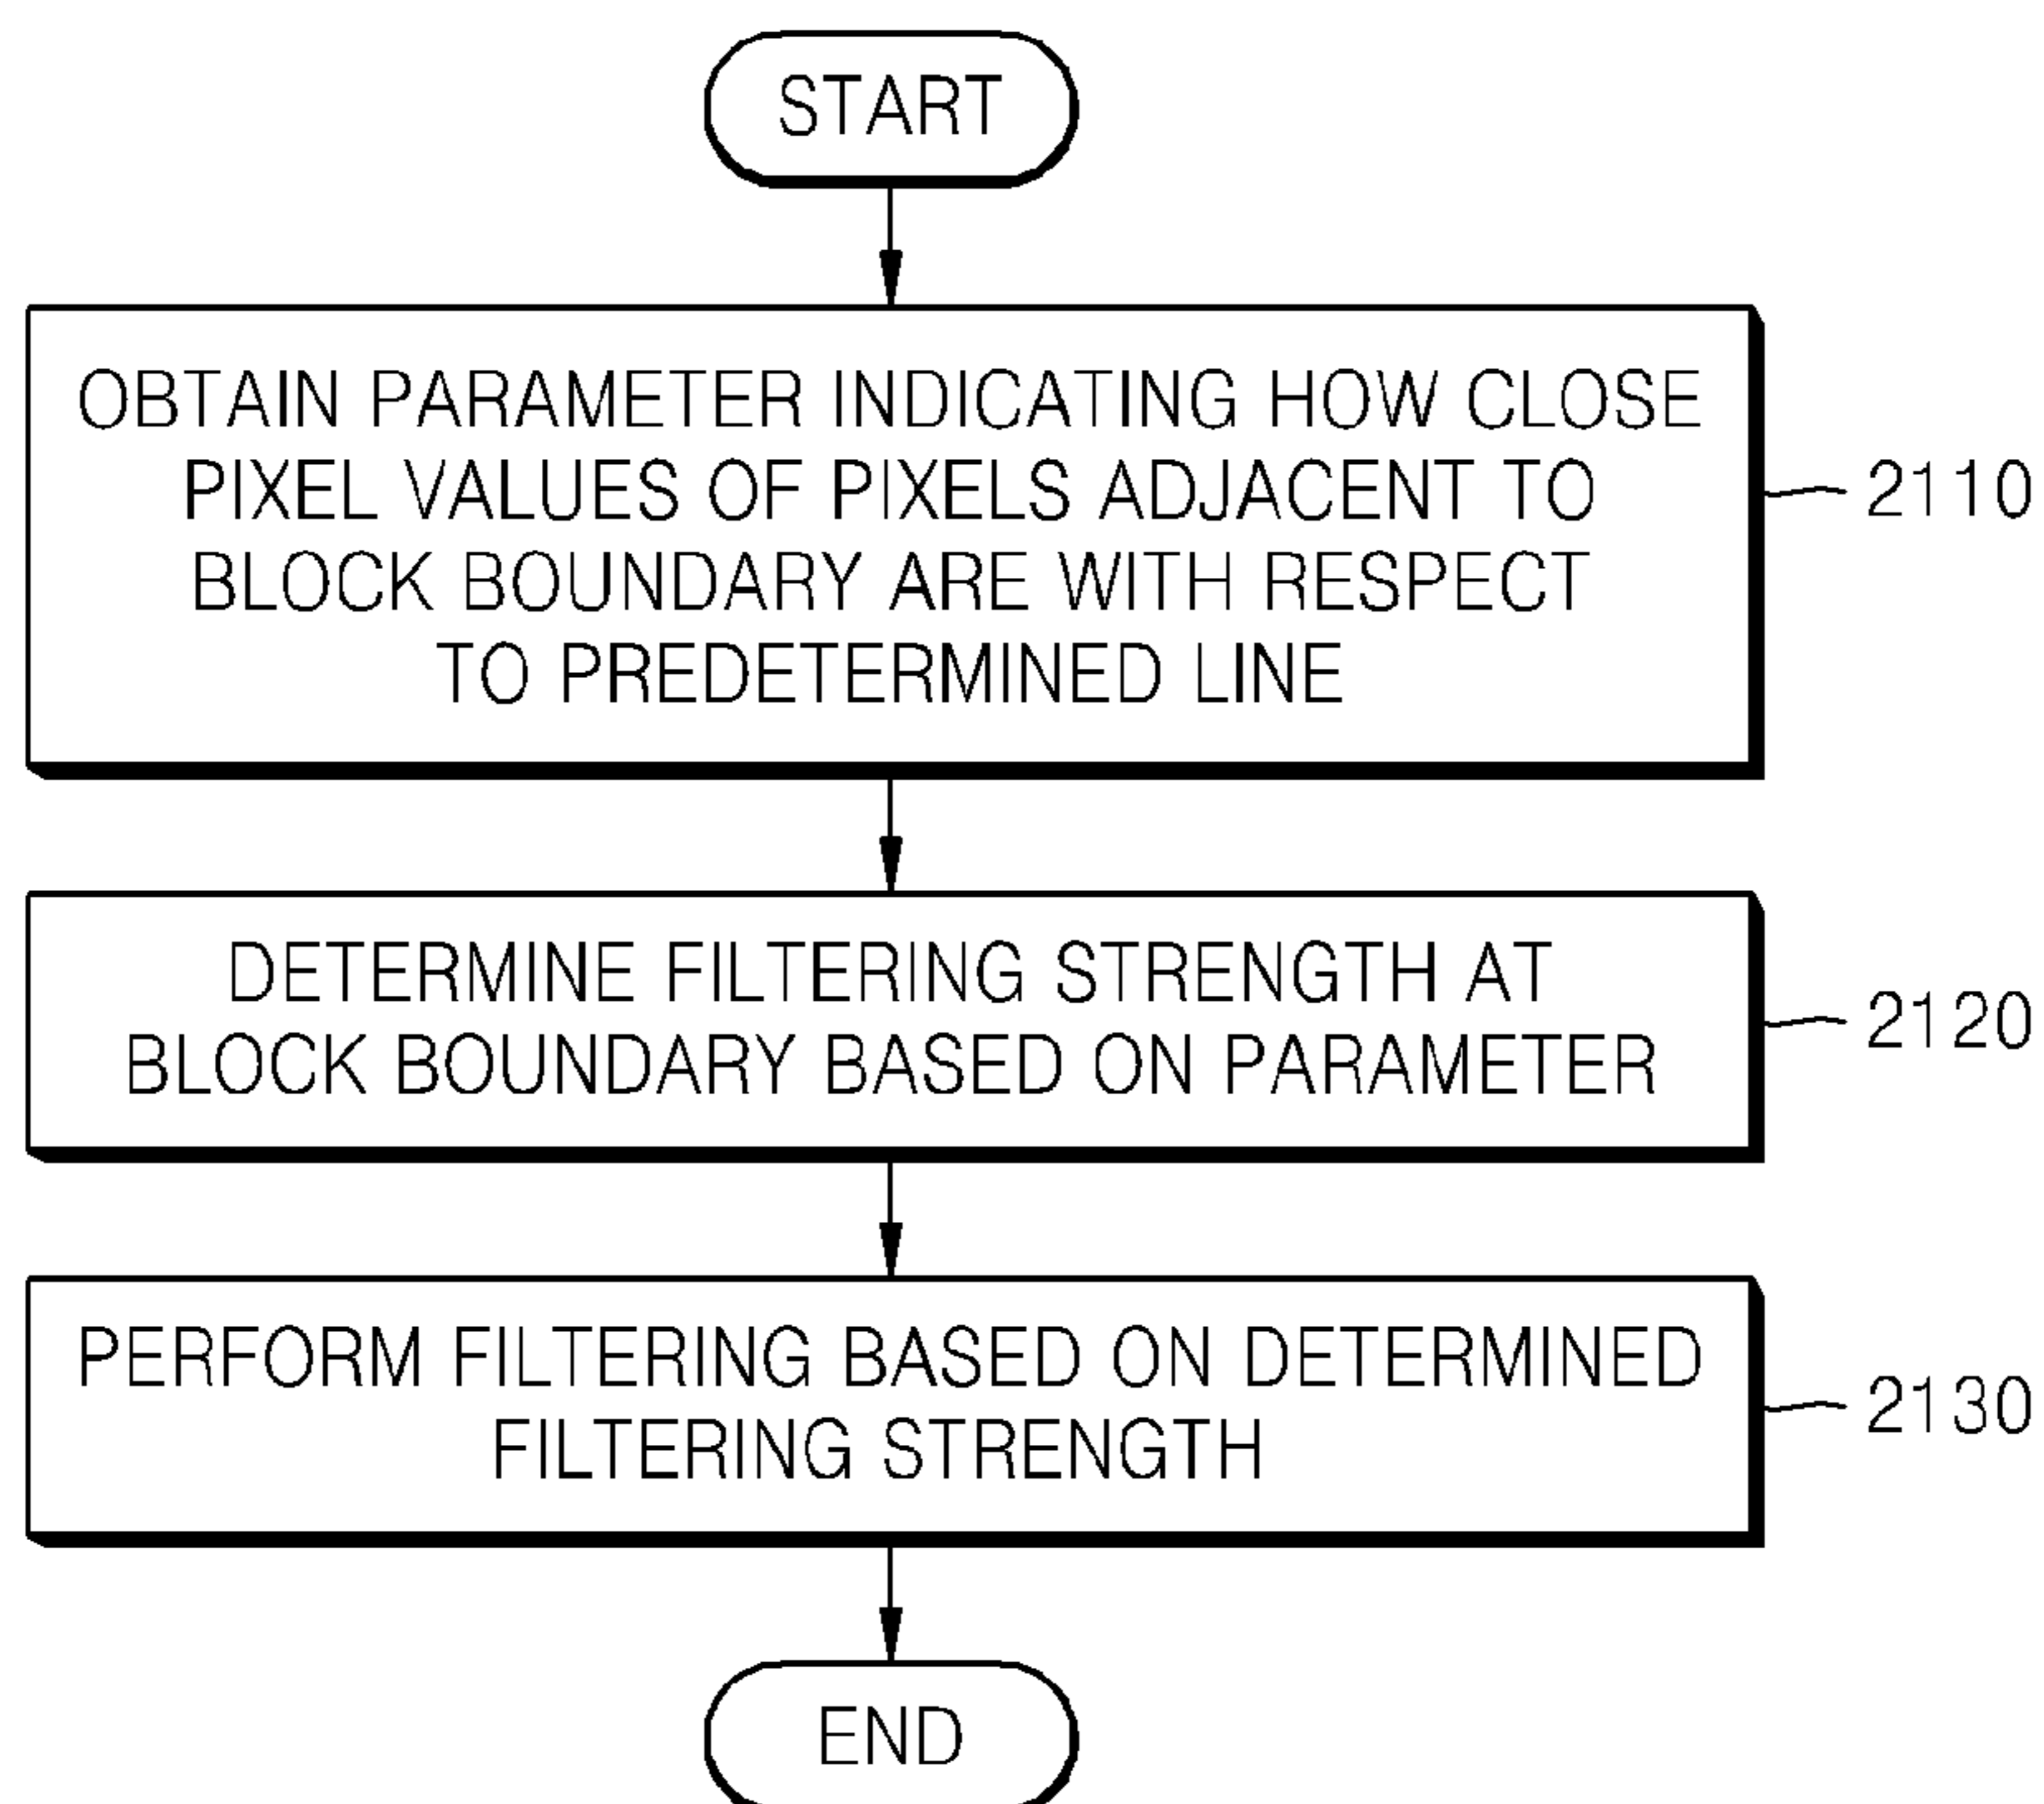 START
OBTAIN PARAMETER INDICATING HOW CLOSE
PIXEL VALUES OF PIXELS ADJACENT TO
BLOCK BOUNDARY ARE WITH RESPECT
TO PREDETERMINED LINE
2110
DETERMINE FILTERING STRENGTH AT
BLOCK BOUNDARY BASED ON PARAMETER
2120
PERFORM FILTERING BASED ON DETERMINED
FILTERING STRENGTH
2130
END